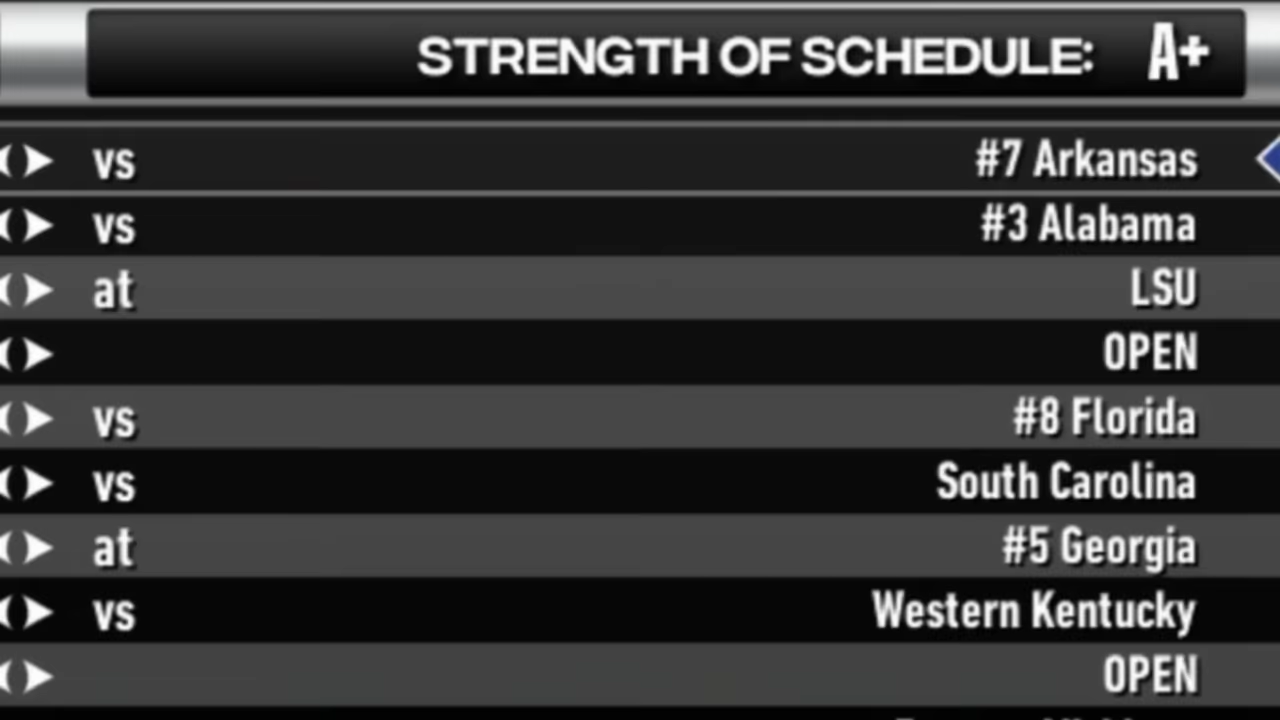 STRENGTH OF SCHEDULE: A+
vs #7 Arkansas
vs #3 Alabama
at LSU
OPEN
vs #8 Florida
vs South Carolina
at #5 Georgia
vs Western Kentucky
OPEN